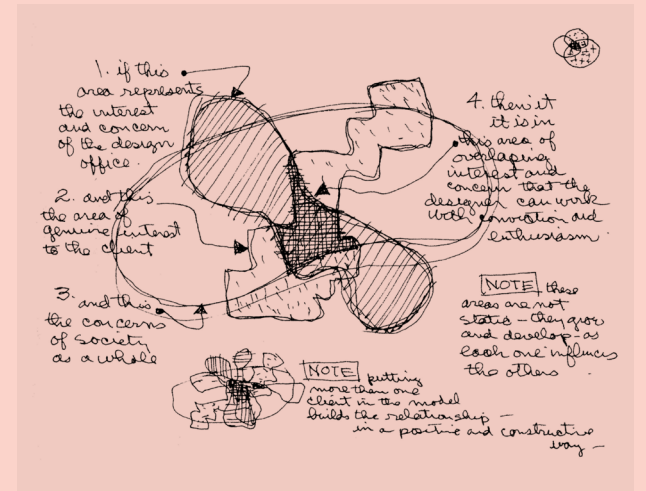 1. if this
area represents
the interest
and concern
of the design
office.
2. and this
the area of
genuine interest
to the client
3. and this
the concerns
of society
as a whole
4. then it
it is in
this area of
overlaping
interest and
concern that the
designer can work
with conviction and
enthusiasm.
NOTE these
areas are not
static – they grow
and develop – as
each one influences
the others.
NOTE putting
more than one
client in the model
builds the relationship –
in a positive and constructive
way –